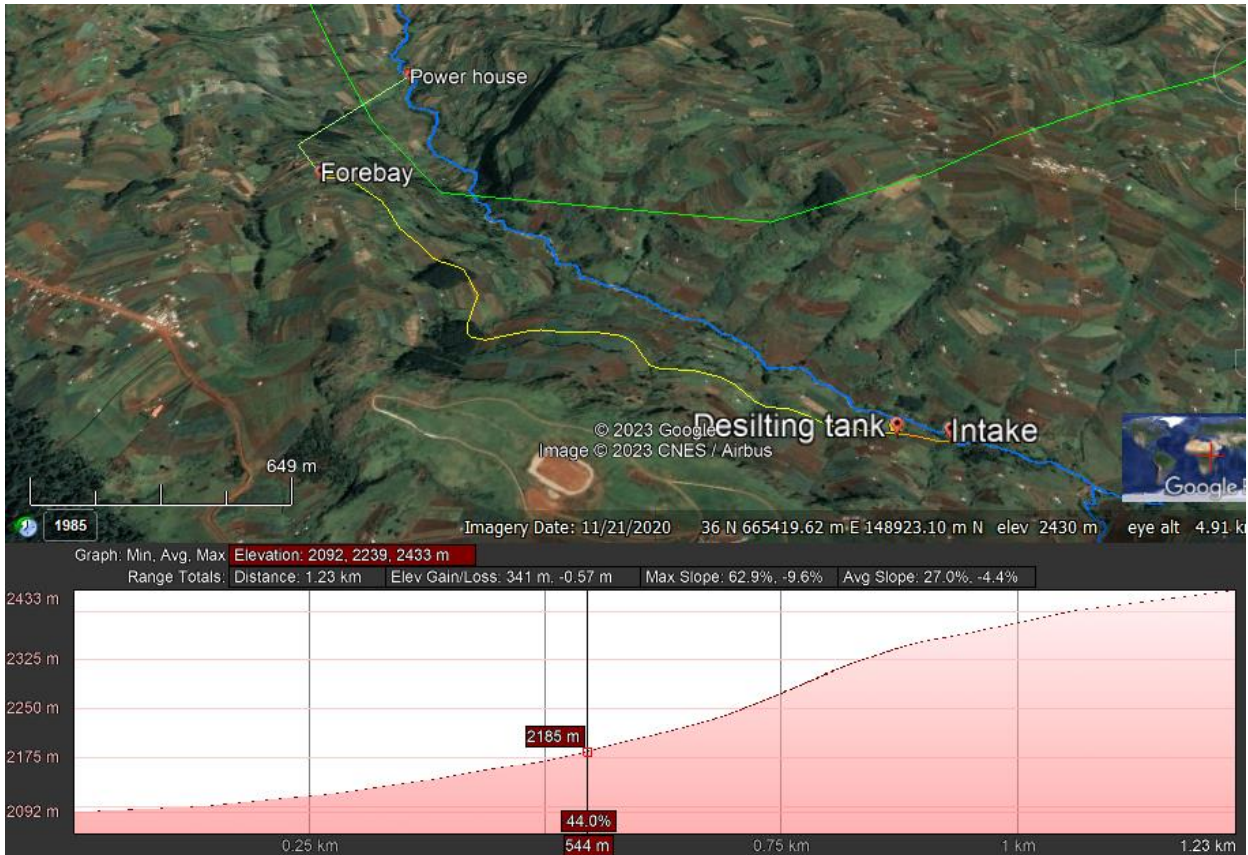 Power house
Forebay
Desilting tank
Intake
© 2023 Google
Image © 2023 CNES / Airbus
649 m
Google
1985
Imagery Date: 11/21/2020 36 N 665419.62 m E 148923.10 m N elev 2430 m eye alt 4.91
Graph: Min, Avg, Max Elevation: 2092, 2239, 2433 m
Range Totals: Distance: 1.23 km Elev Gain/Loss: 341 m, -0.57 m Max Slope: 62.9%, -9.6% Avg Slope: 27.0%, -4.4%
2433 m
2325 m
2250 m
2185 m
2175 m
2092 m
44.0%
0.25 km 544 m 0.75 km 1 km 1.23 km